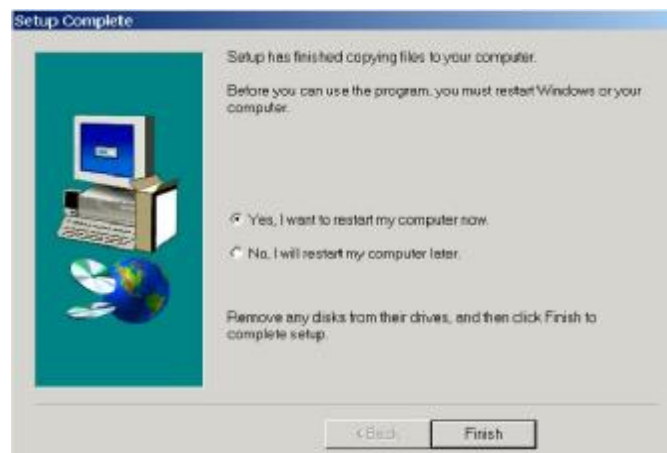 Setup Complete
Setup has finished copying files to your computer.
Before you can use the program, you must restart Windows or your
computer.
Yes, I want to restart my computer now.
No, I will restart my computer later.
Remove any disks from their drives, and then click Finish to
complete setup.
< Back
Finish